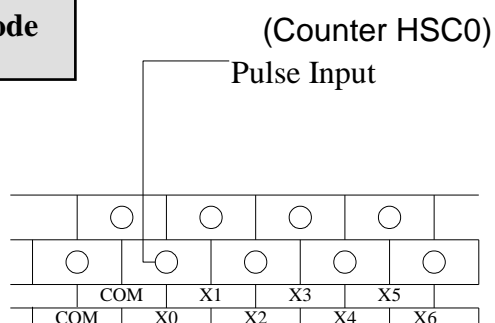 ode
(Counter HSC0)
Pulse Input
COM X1 X3 X5
COM X0 X2 X4 X6